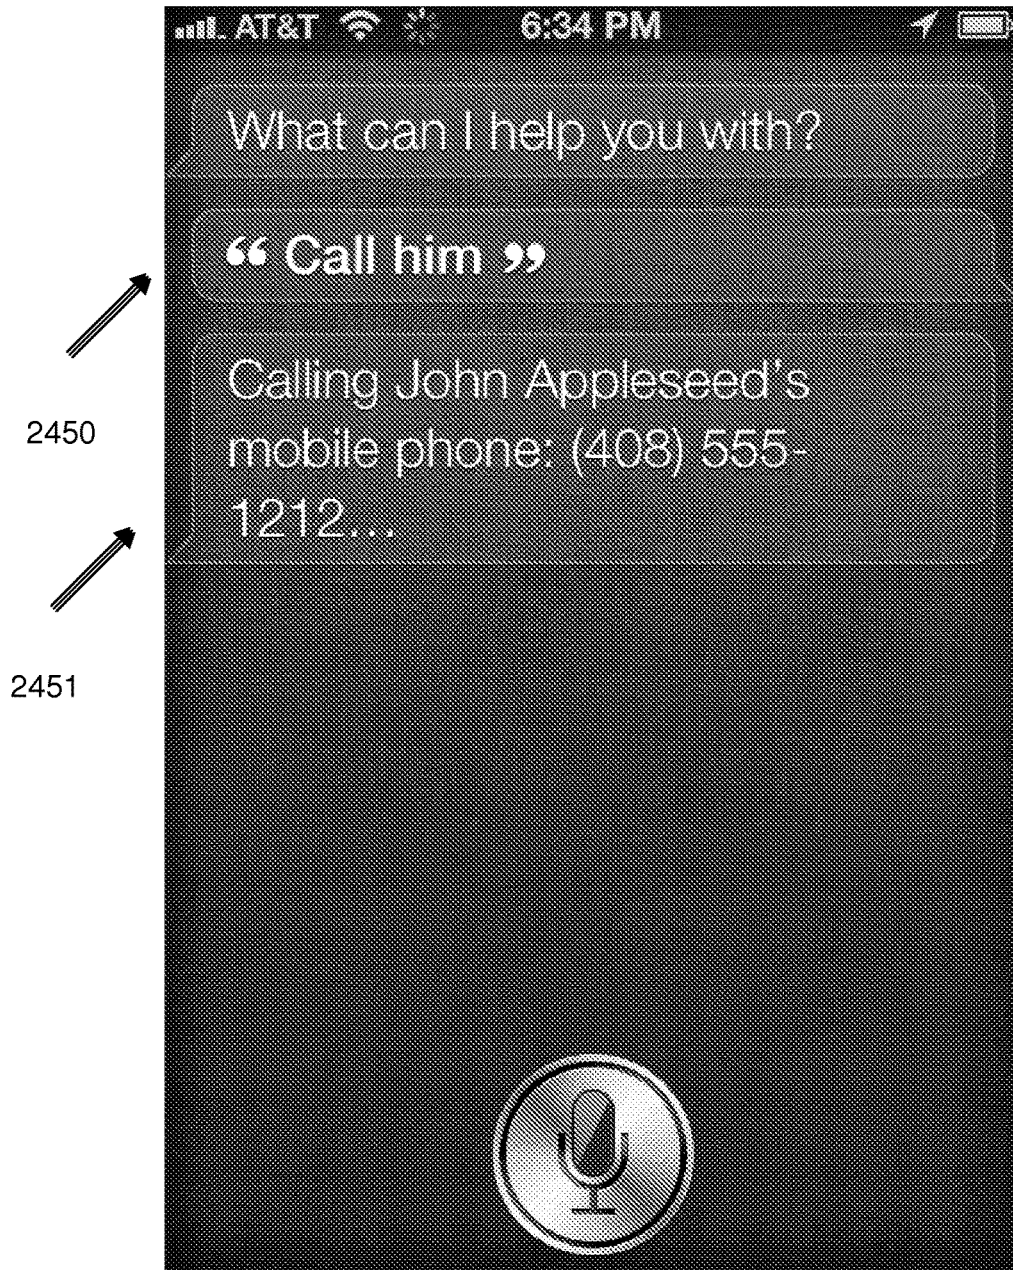 AT&T 6:34 PM
What can I help you with?
“ Call him ”
Calling John Appleseed’s
mobile phone: (408) 555-
1212...
2450
2451